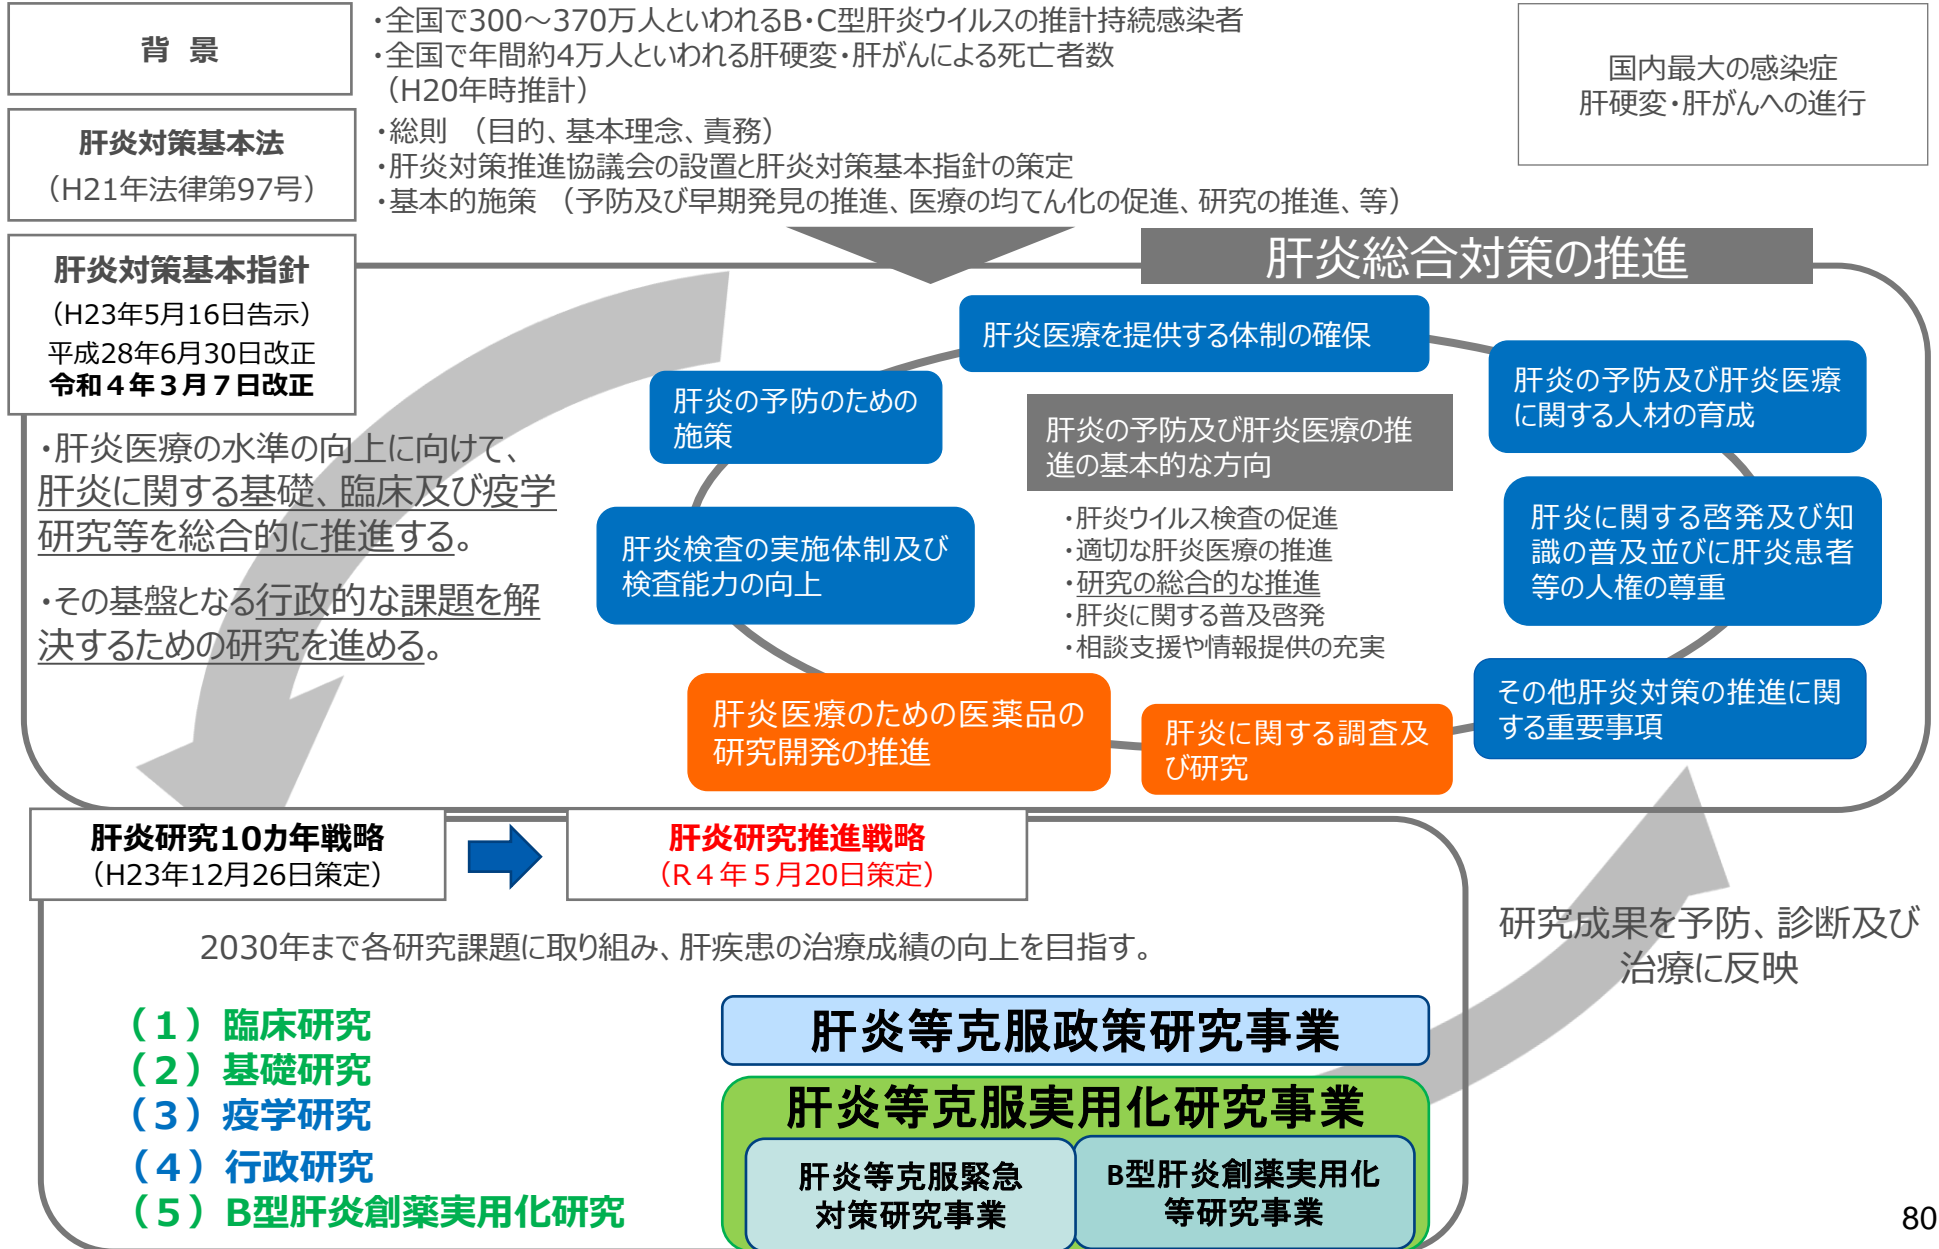 背 景
・全国で300～370万人といわれるB・C型肝炎ウイルスの推計持続感染者
・全国で年間約4万人といわれる肝硬変・肝がんによる死亡者数
（H20年時推計）
国内最大の感染症
肝硬変・肝がんへの進行
肝炎対策基本法
（H21年法律第97号）
・総則 （目的、基本理念、責務）
・肝炎対策推進協議会の設置と肝炎対策基本指針の策定
・基本的施策 （予防及び早期発見の推進、医療の均てん化の促進、研究の推進、等）
肝炎対策基本指針
（H23年5月16日告示）
平成28年6月30日改正
令和４年３月７日改正
肝炎総合対策の推進
・肝炎医療の水準の向上に向けて、
肝炎に関する基礎、臨床及び疫学
研究等を総合的に推進する。
・その基盤となる行政的な課題を解
決するための研究を進める。
肝炎医療を提供する体制の確保
肝炎の予防のための
施策
肝炎の予防及び肝炎医療
に関する人材の育成
肝炎の予防及び肝炎医療の推
進の基本的な方向
・肝炎ウイルス検査の促進
・適切な肝炎医療の推進
・研究の総合的な推進
・肝炎に関する普及啓発
・相談支援や情報提供の充実
肝炎検査の実施体制及び
検査能力の向上
肝炎に関する啓発及び知
識の普及並びに肝炎患者
等の人権の尊重
肝炎医療のための医薬品の
研究開発の推進
肝炎に関する調査及
び研究
その他肝炎対策の推進に関
する重要事項
肝炎研究10カ年戦略
（H23年12月26日策定）
肝炎研究推進戦略
（R４年５月20日策定）
2030年まで各研究課題に取り組み、肝疾患の治療成績の向上を目指す。
研究成果を予防、診断及び
治療に反映
（１）臨床研究
（２）基礎研究
（３）疫学研究
（４）行政研究
（５）B型肝炎創薬実用化研究
肝炎等克服政策研究事業
肝炎等克服実用化研究事業
肝炎等克服緊急
対策研究事業
B型肝炎創薬実用化
等研究事業
80